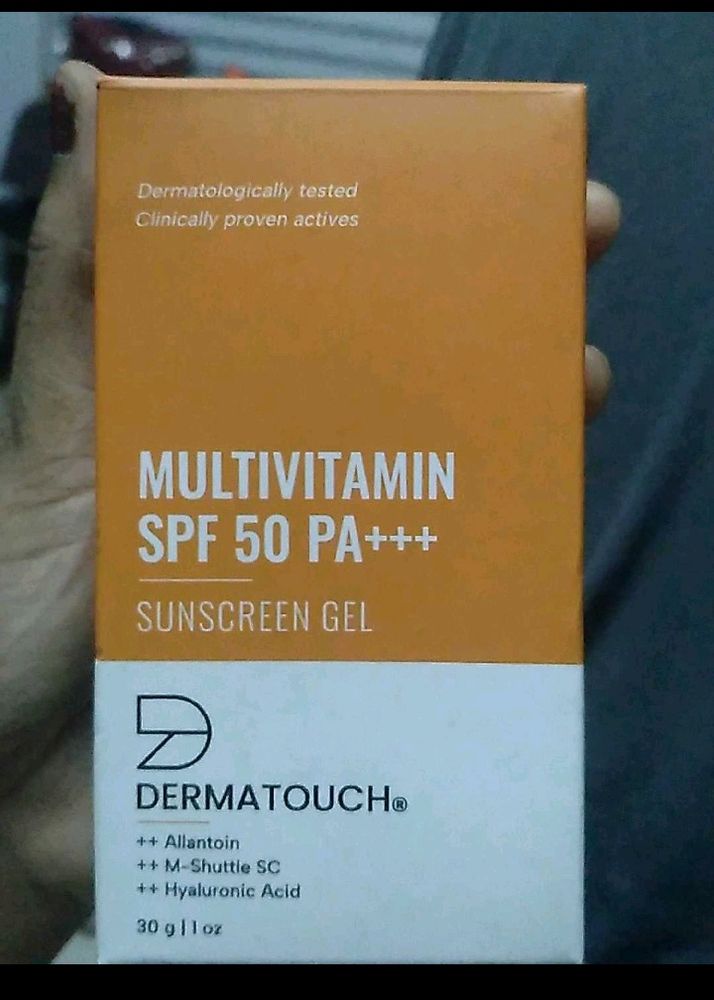 Dermatologically tested
Clinically proven actives
MULTIVITAMIN
SPF 50 PA+++
SUNSCREEN GEL
DERMATOUCH®
++ Allantoin
++ M-Shuttle SC
++ Hyaluronic Acid
30 g | 1 oz